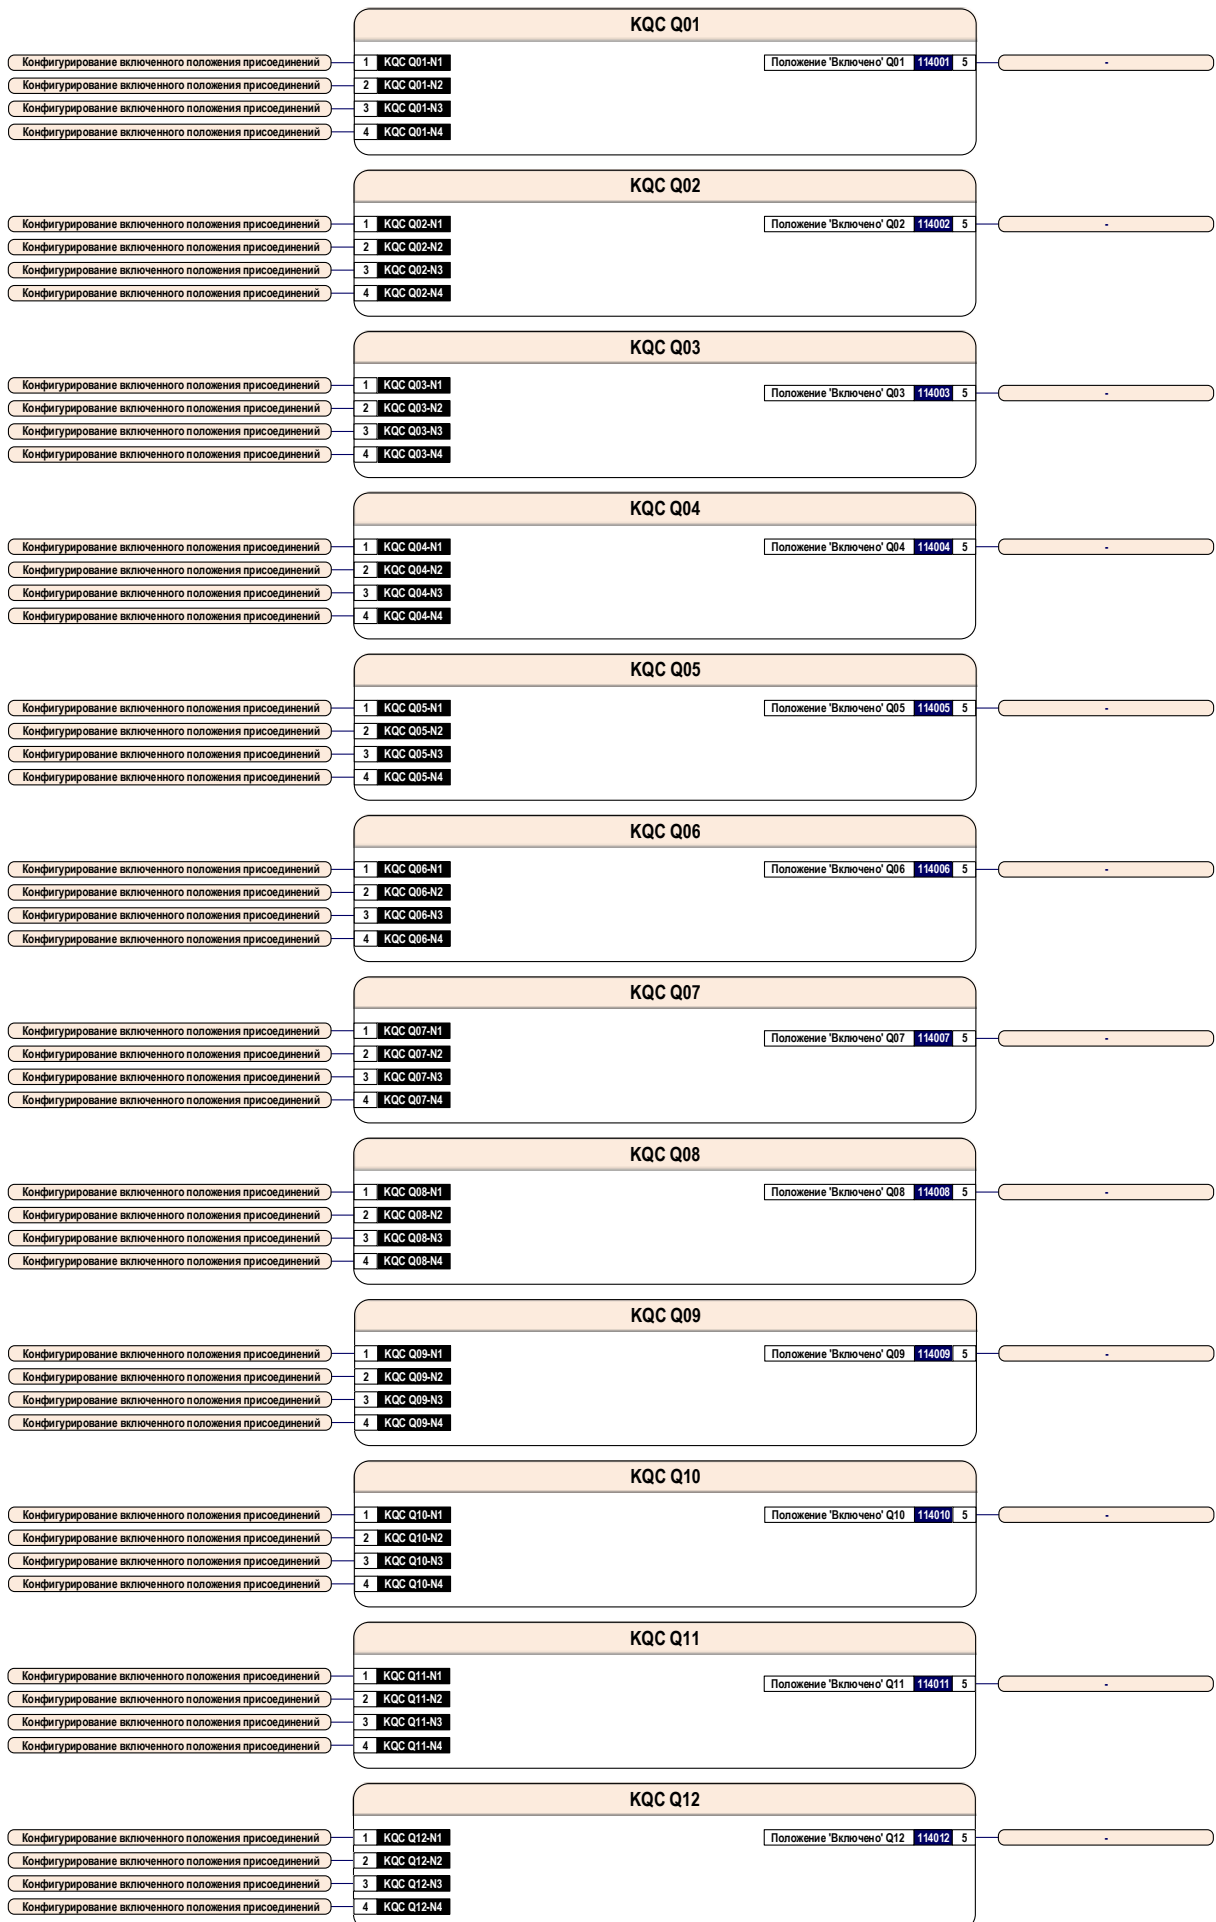 KQC Q01
Конфигурирование включенного положения присоединений 1 KQC Q01-N1 Положение 'Включено' Q01 114001 5 -
Конфигурирование включенного положения присоединений 2 KQC Q01-N2
Конфигурирование включенного положения присоединений 3 KQC Q01-N3
Конфигурирование включенного положения присоединений 4 KQC Q01-N4
KQC Q02
Конфигурирование включенного положения присоединений 1 KQC Q02-N1 Положение 'Включено' Q02 114002 5 -
Конфигурирование включенного положения присоединений 2 KQC Q02-N2
Конфигурирование включенного положения присоединений 3 KQC Q02-N3
Конфигурирование включенного положения присоединений 4 KQC Q02-N4
KQC Q03
Конфигурирование включенного положения присоединений 1 KQC Q03-N1 Положение 'Включено' Q03 114003 5 -
Конфигурирование включенного положения присоединений 2 KQC Q03-N2
Конфигурирование включенного положения присоединений 3 KQC Q03-N3
Конфигурирование включенного положения присоединений 4 KQC Q03-N4
KQC Q04
Конфигурирование включенного положения присоединений 1 KQC Q04-N1 Положение 'Включено' Q04 114004 5 -
Конфигурирование включенного положения присоединений 2 KQC Q04-N2
Конфигурирование включенного положения присоединений 3 KQC Q04-N3
Конфигурирование включенного положения присоединений 4 KQC Q04-N4
KQC Q05
Конфигурирование включенного положения присоединений 1 KQC Q05-N1 Положение 'Включено' Q05 114005 5 -
Конфигурирование включенного положения присоединений 2 KQC Q05-N2
Конфигурирование включенного положения присоединений 3 KQC Q05-N3
Конфигурирование включенного положения присоединений 4 KQC Q05-N4
KQC Q06
Конфигурирование включенного положения присоединений 1 KQC Q06-N1 Положение 'Включено' Q06 114006 5 -
Конфигурирование включенного положения присоединений 2 KQC Q06-N2
Конфигурирование включенного положения присоединений 3 KQC Q06-N3
Конфигурирование включенного положения присоединений 4 KQC Q06-N4
KQC Q07
Конфигурирование включенного положения присоединений 1 KQC Q07-N1 Положение 'Включено' Q07 114007 5 -
Конфигурирование включенного положения присоединений 2 KQC Q07-N2
Конфигурирование включенного положения присоединений 3 KQC Q07-N3
Конфигурирование включенного положения присоединений 4 KQC Q07-N4
KQC Q08
Конфигурирование включенного положения присоединений 1 KQC Q08-N1 Положение 'Включено' Q08 114008 5 -
Конфигурирование включенного положения присоединений 2 KQC Q08-N2
Конфигурирование включенного положения присоединений 3 KQC Q08-N3
Конфигурирование включенного положения присоединений 4 KQC Q08-N4
KQC Q09
Конфигурирование включенного положения присоединений 1 KQC Q09-N1 Положение 'Включено' Q09 114009 5 -
Конфигурирование включенного положения присоединений 2 KQC Q09-N2
Конфигурирование включенного положения присоединений 3 KQC Q09-N3
Конфигурирование включенного положения присоединений 4 KQC Q09-N4
KQC Q10
Конфигурирование включенного положения присоединений 1 KQC Q10-N1 Положение 'Включено' Q10 114010 5 -
Конфигурирование включенного положения присоединений 2 KQC Q10-N2
Конфигурирование включенного положения присоединений 3 KQC Q10-N3
Конфигурирование включенного положения присоединений 4 KQC Q10-N4
KQC Q11
Конфигурирование включенного положения присоединений 1 KQC Q11-N1 Положение 'Включено' Q11 114011 5 -
Конфигурирование включенного положения присоединений 2 KQC Q11-N2
Конфигурирование включенного положения присоединений 3 KQC Q11-N3
Конфигурирование включенного положения присоединений 4 KQC Q11-N4
KQC Q12
Конфигурирование включенного положения присоединений 1 KQC Q12-N1 Положение 'Включено' Q12 114012 5 -
Конфигурирование включенного положения присоединений 2 KQC Q12-N2
Конфигурирование включенного положения присоединений 3 KQC Q12-N3
Конфигурирование включенного положения присоединений 4 KQC Q12-N4